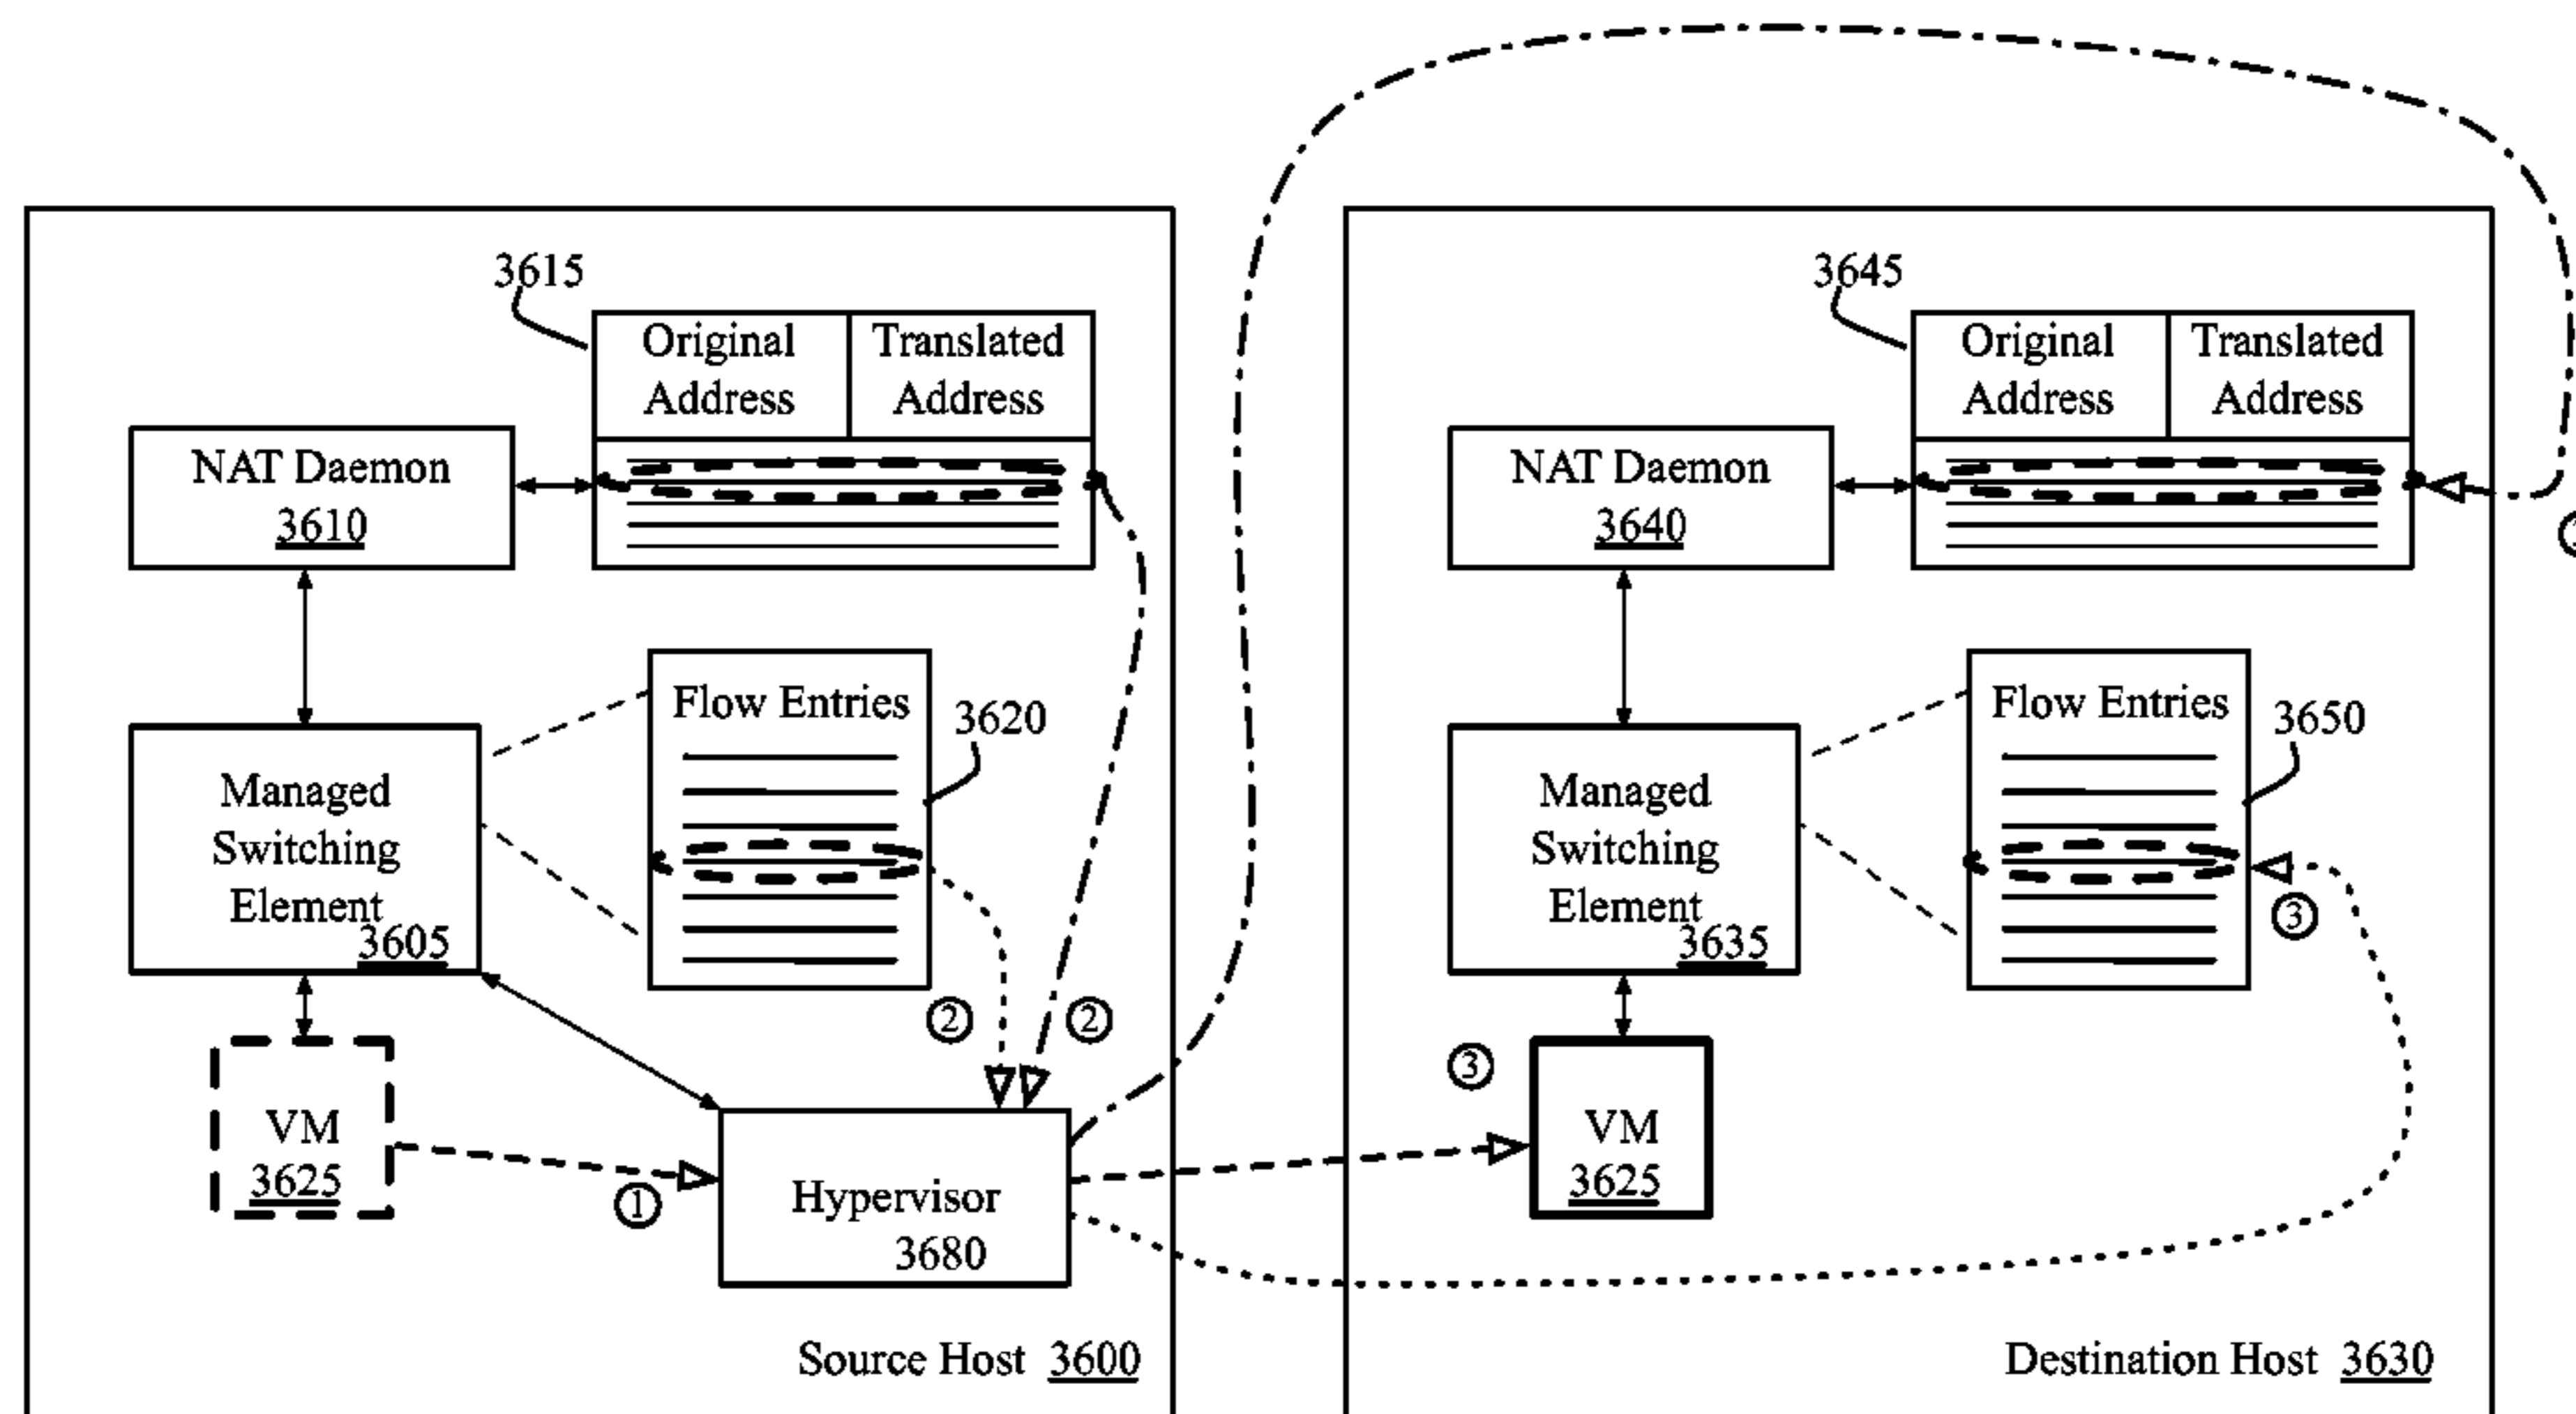 3615
Original
Address
Translated
Address
NAT Daemon
3610
Flow Entries
3620
Managed
Switching
Element
3605
②
②
VM
3625
①
Hypervisor
3680
Source Host 3600
3645
Original
Address
Translated
Address
NAT Daemon
3640
Flow Entries
3650
Managed
Switching
Element
3635
③
③
VM
3625
Destination Host 3630